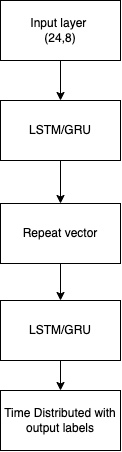 Input layer
(24,8)
LSTM/GRU
Repeat vector
LSTM/GRU
Time Distributed with
output labels